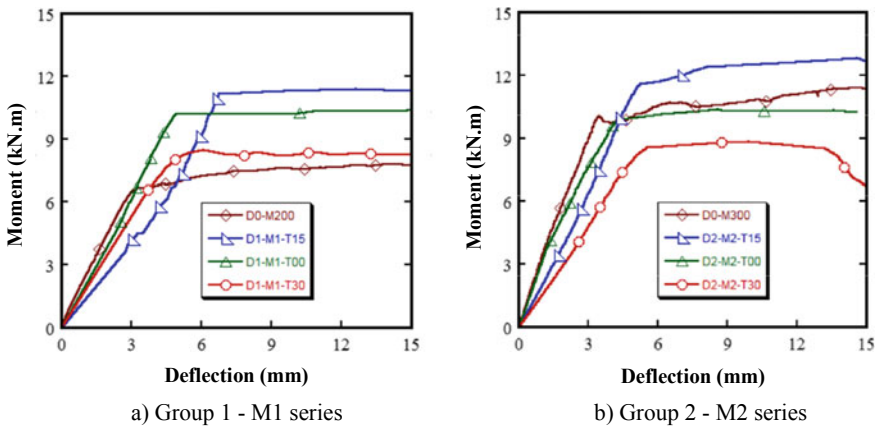 15
12
9
6
3
0
Moment (kN.m)
D0-M200
D1-M1-T15
D1-M1-T00
D1-M1-T30
0 3 6 9 12 15
Deflection (mm)
a) Group 1 - M1 series
15
12
9
6
3
0
Moment (kN.m)
D0-M300
D2-M2-T15
D2-M2-T00
D2-M2-T30
0 3 6 9 12 15
Deflection (mm)
b) Group 2 - M2 series